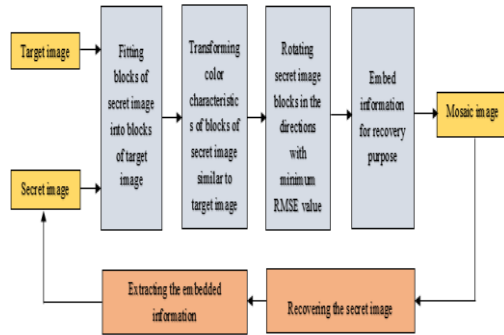 Target image
Secret image
Fitting
blocks of
secret image
into blocks
of target
image
Transforming
color
characteristic
s of blocks of
secret image
similar to
target image
Rotating
secret image
blocks in the
directions
with
minimum
RMSE value
Embed
information
for recovery
purpose
Mosaic image
Recovering the secret image
Extracting the embedded
information